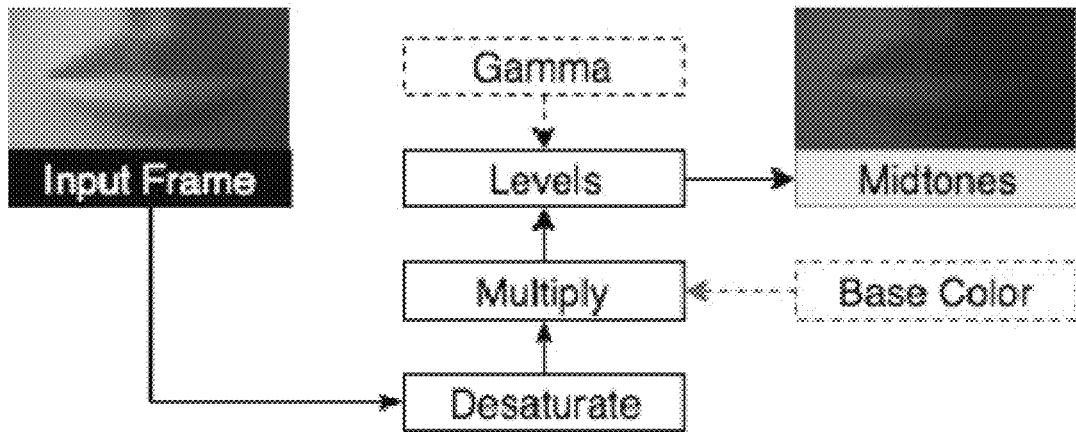 Gamma
Input Frame
Levels
Midtones
Multiply
Base Color
Desaturate